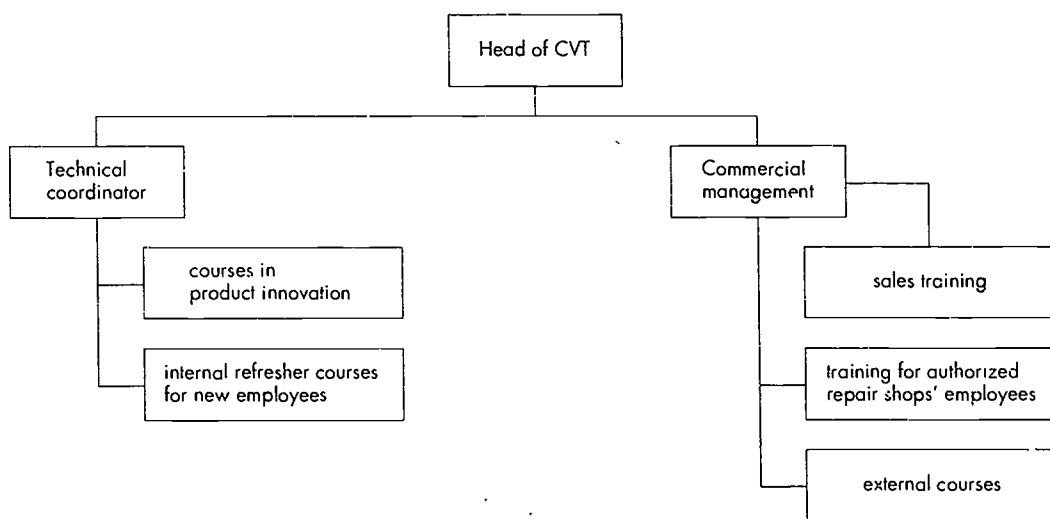 Head of CVT
Technical
coordinator
Commercial
management
courses in
product innovation
sales training
internal refresher courses
for new employees
training for authorized
repair shops' employees
external courses